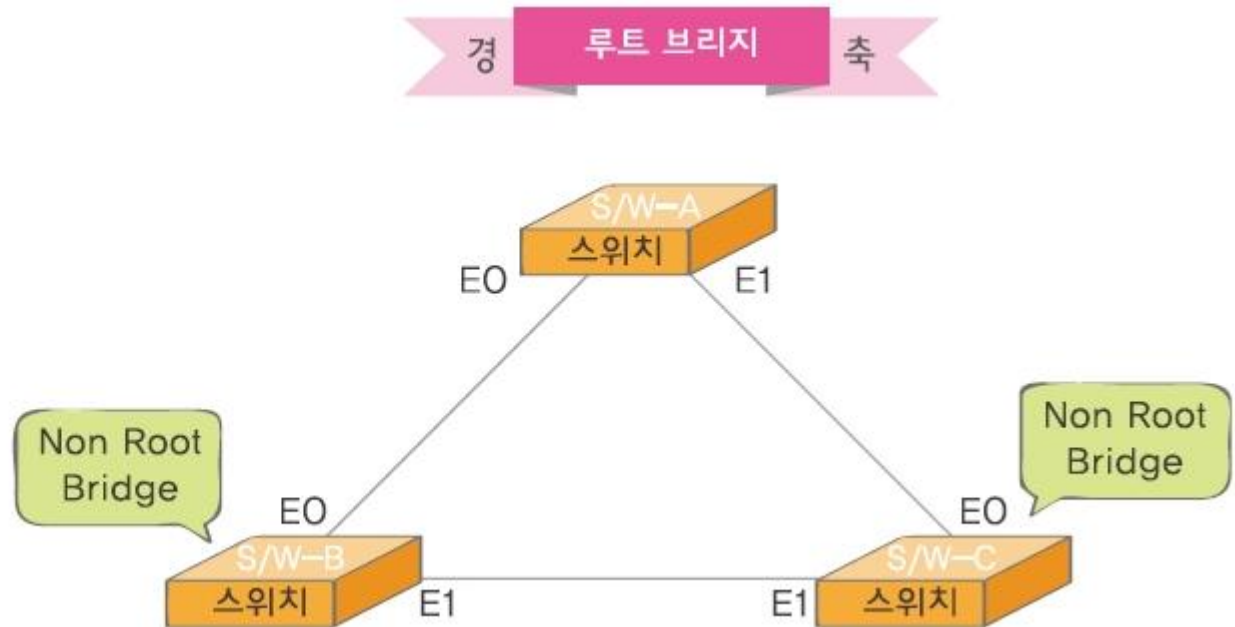 경 루트 브리지 축
S/W-A
스위치
E0 E1
Non Root
Bridge
Non Root
Bridge
E0 E0
S/W-B S/W-C
스위치 E1 E1 스위치